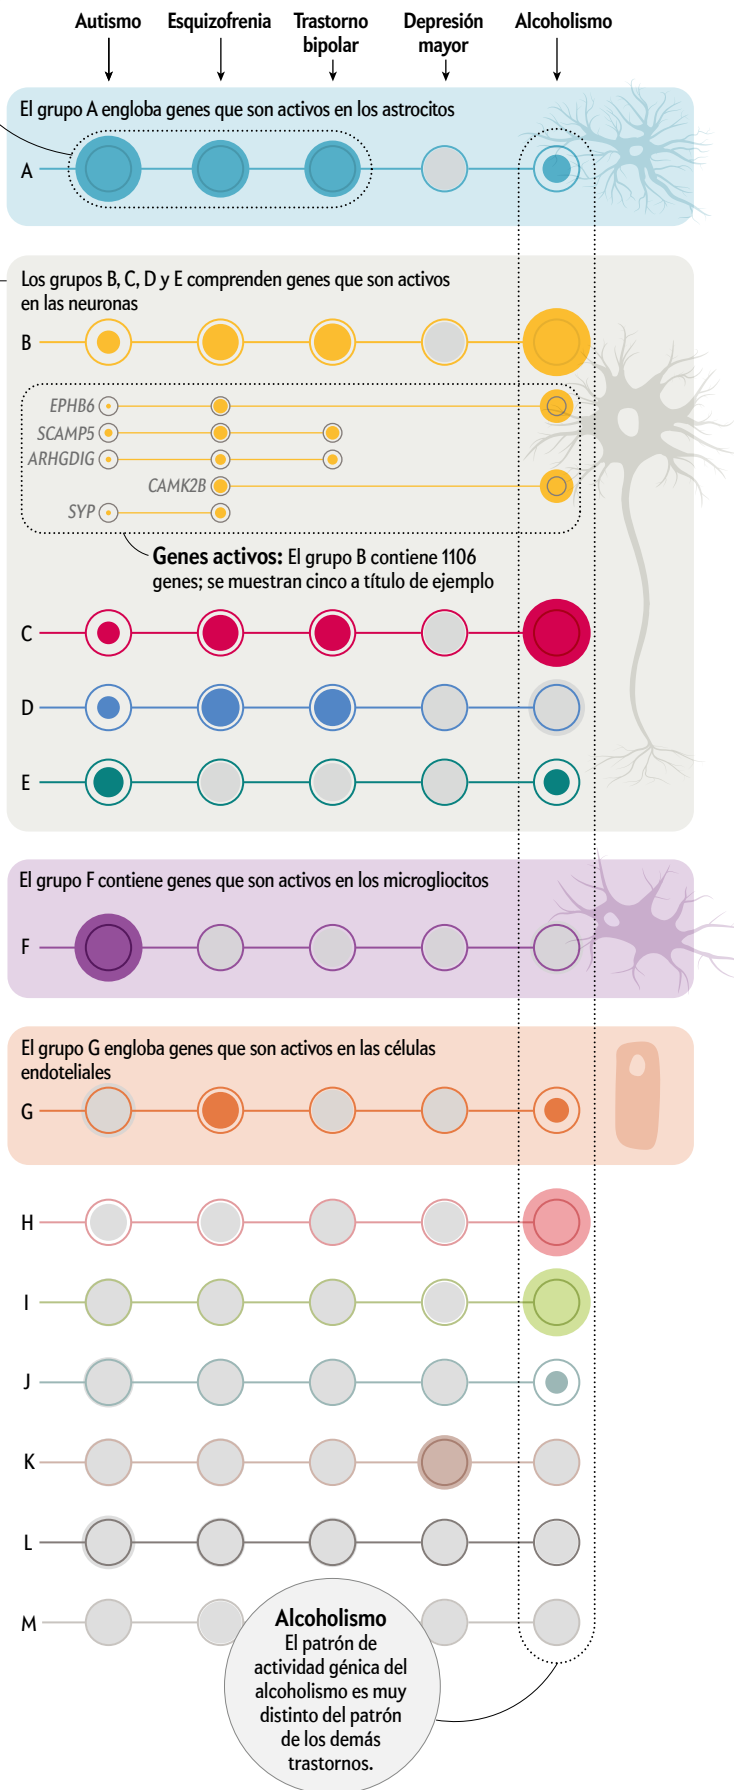 Autismo
Esquizofrenia
Trastorno
bipolar
Depresión
mayor
Alcoholismo
El grupo A engloba genes que son activos en los astrocitos
A
Los grupos B, C, D y E comprenden genes que son activos
en las neuronas
B
EPHB6
SCAMP5
ARHGDIG
CAMK2B
SYP
Genes activos: El grupo B contiene 1106
genes; se muestran cinco a título de ejemplo
C
D
E
El grupo F contiene genes que son activos en los microgliocitos
F
El grupo G engloba genes que son activos en las células
endoteliales
G
H
I
J
K
L
M
Alcoholismo
El patrón de
actividad génica del
alcoholismo es muy
distinto del patrón
de los demás
trastornos.